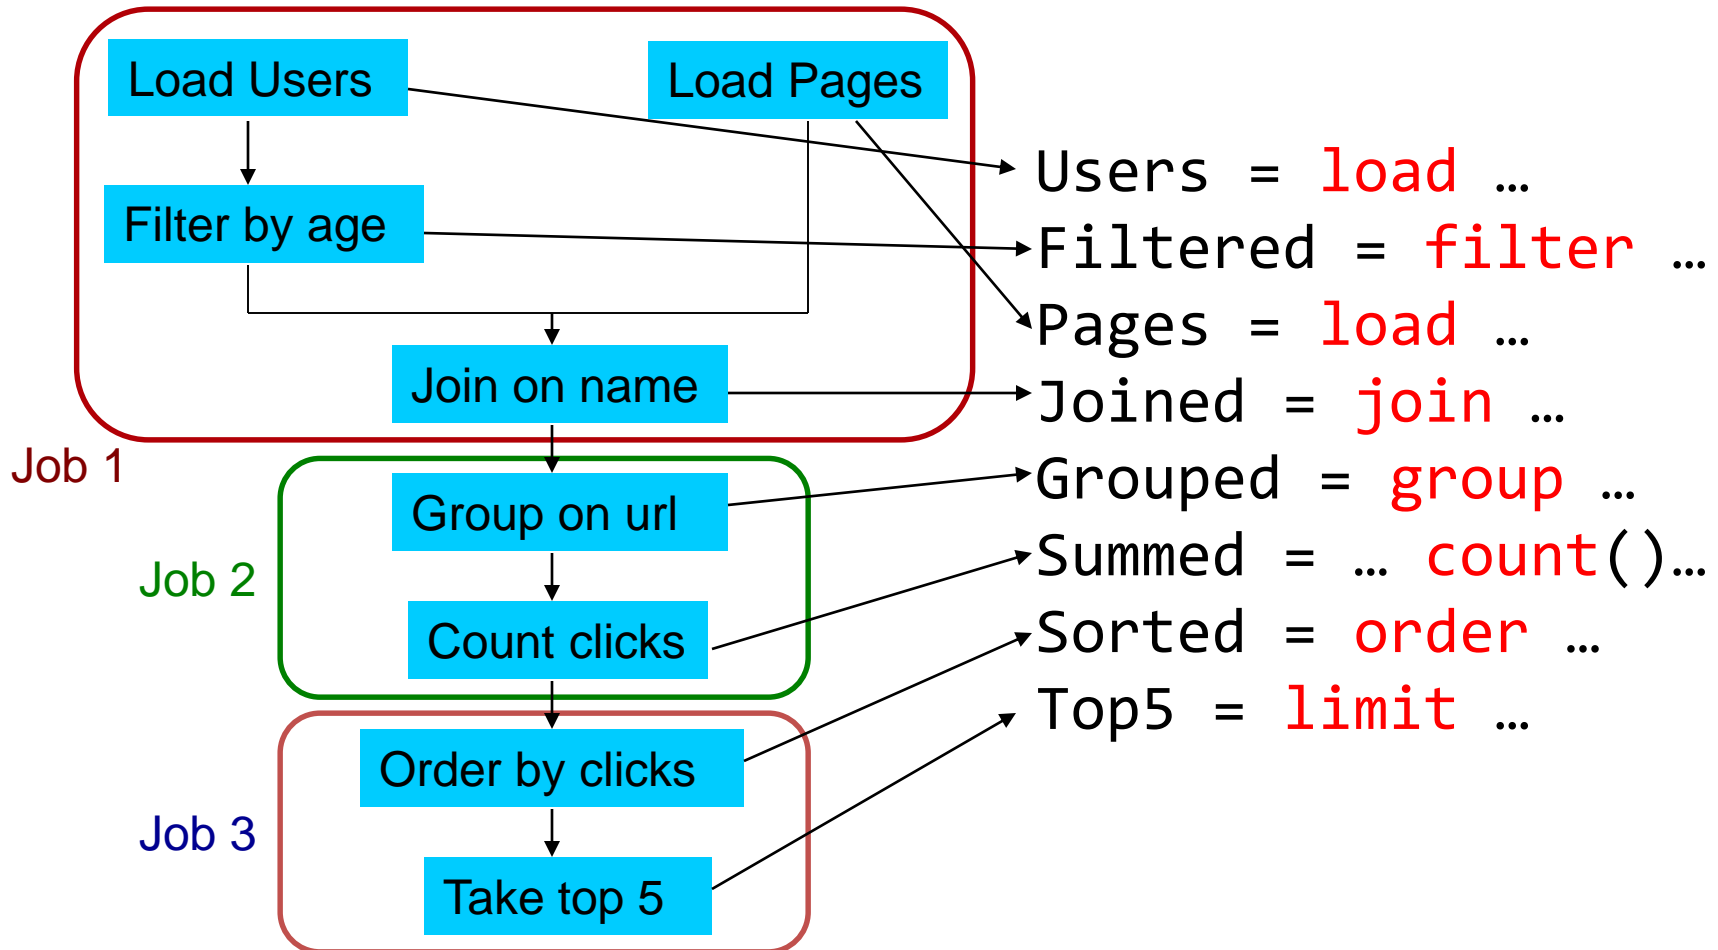 Load Users
Load Pages
Filter by age
Join on name
Job 1
Group on url
Job 2
Count clicks
Order by clicks
Job 3
Take top 5
Users = load …
Filtered = filter …
Pages = load …
Joined = join …
Grouped = group …
Summed = … count()…
Sorted = order …
Top5 = limit …